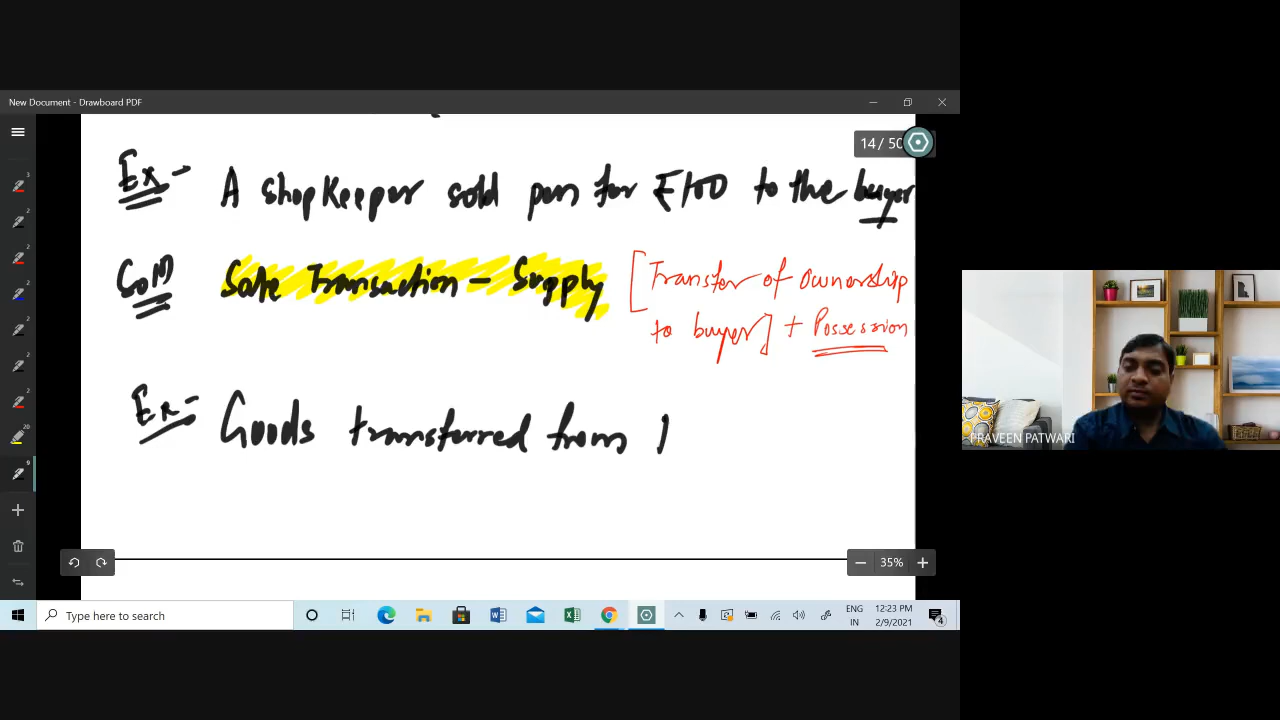 New Document - Drawboard PDF
14 / 50
Ex - A shopkeeper sold pen for ₹100 to the buyer
Com Sale Transaction - Supply [Transfer of ownership
to buyer] + Possession
Ex - Goods transferred from
PRAVEEN PATWARI
35%
Type here to search
ENG
IN
12:23 PM
2/9/2021
4